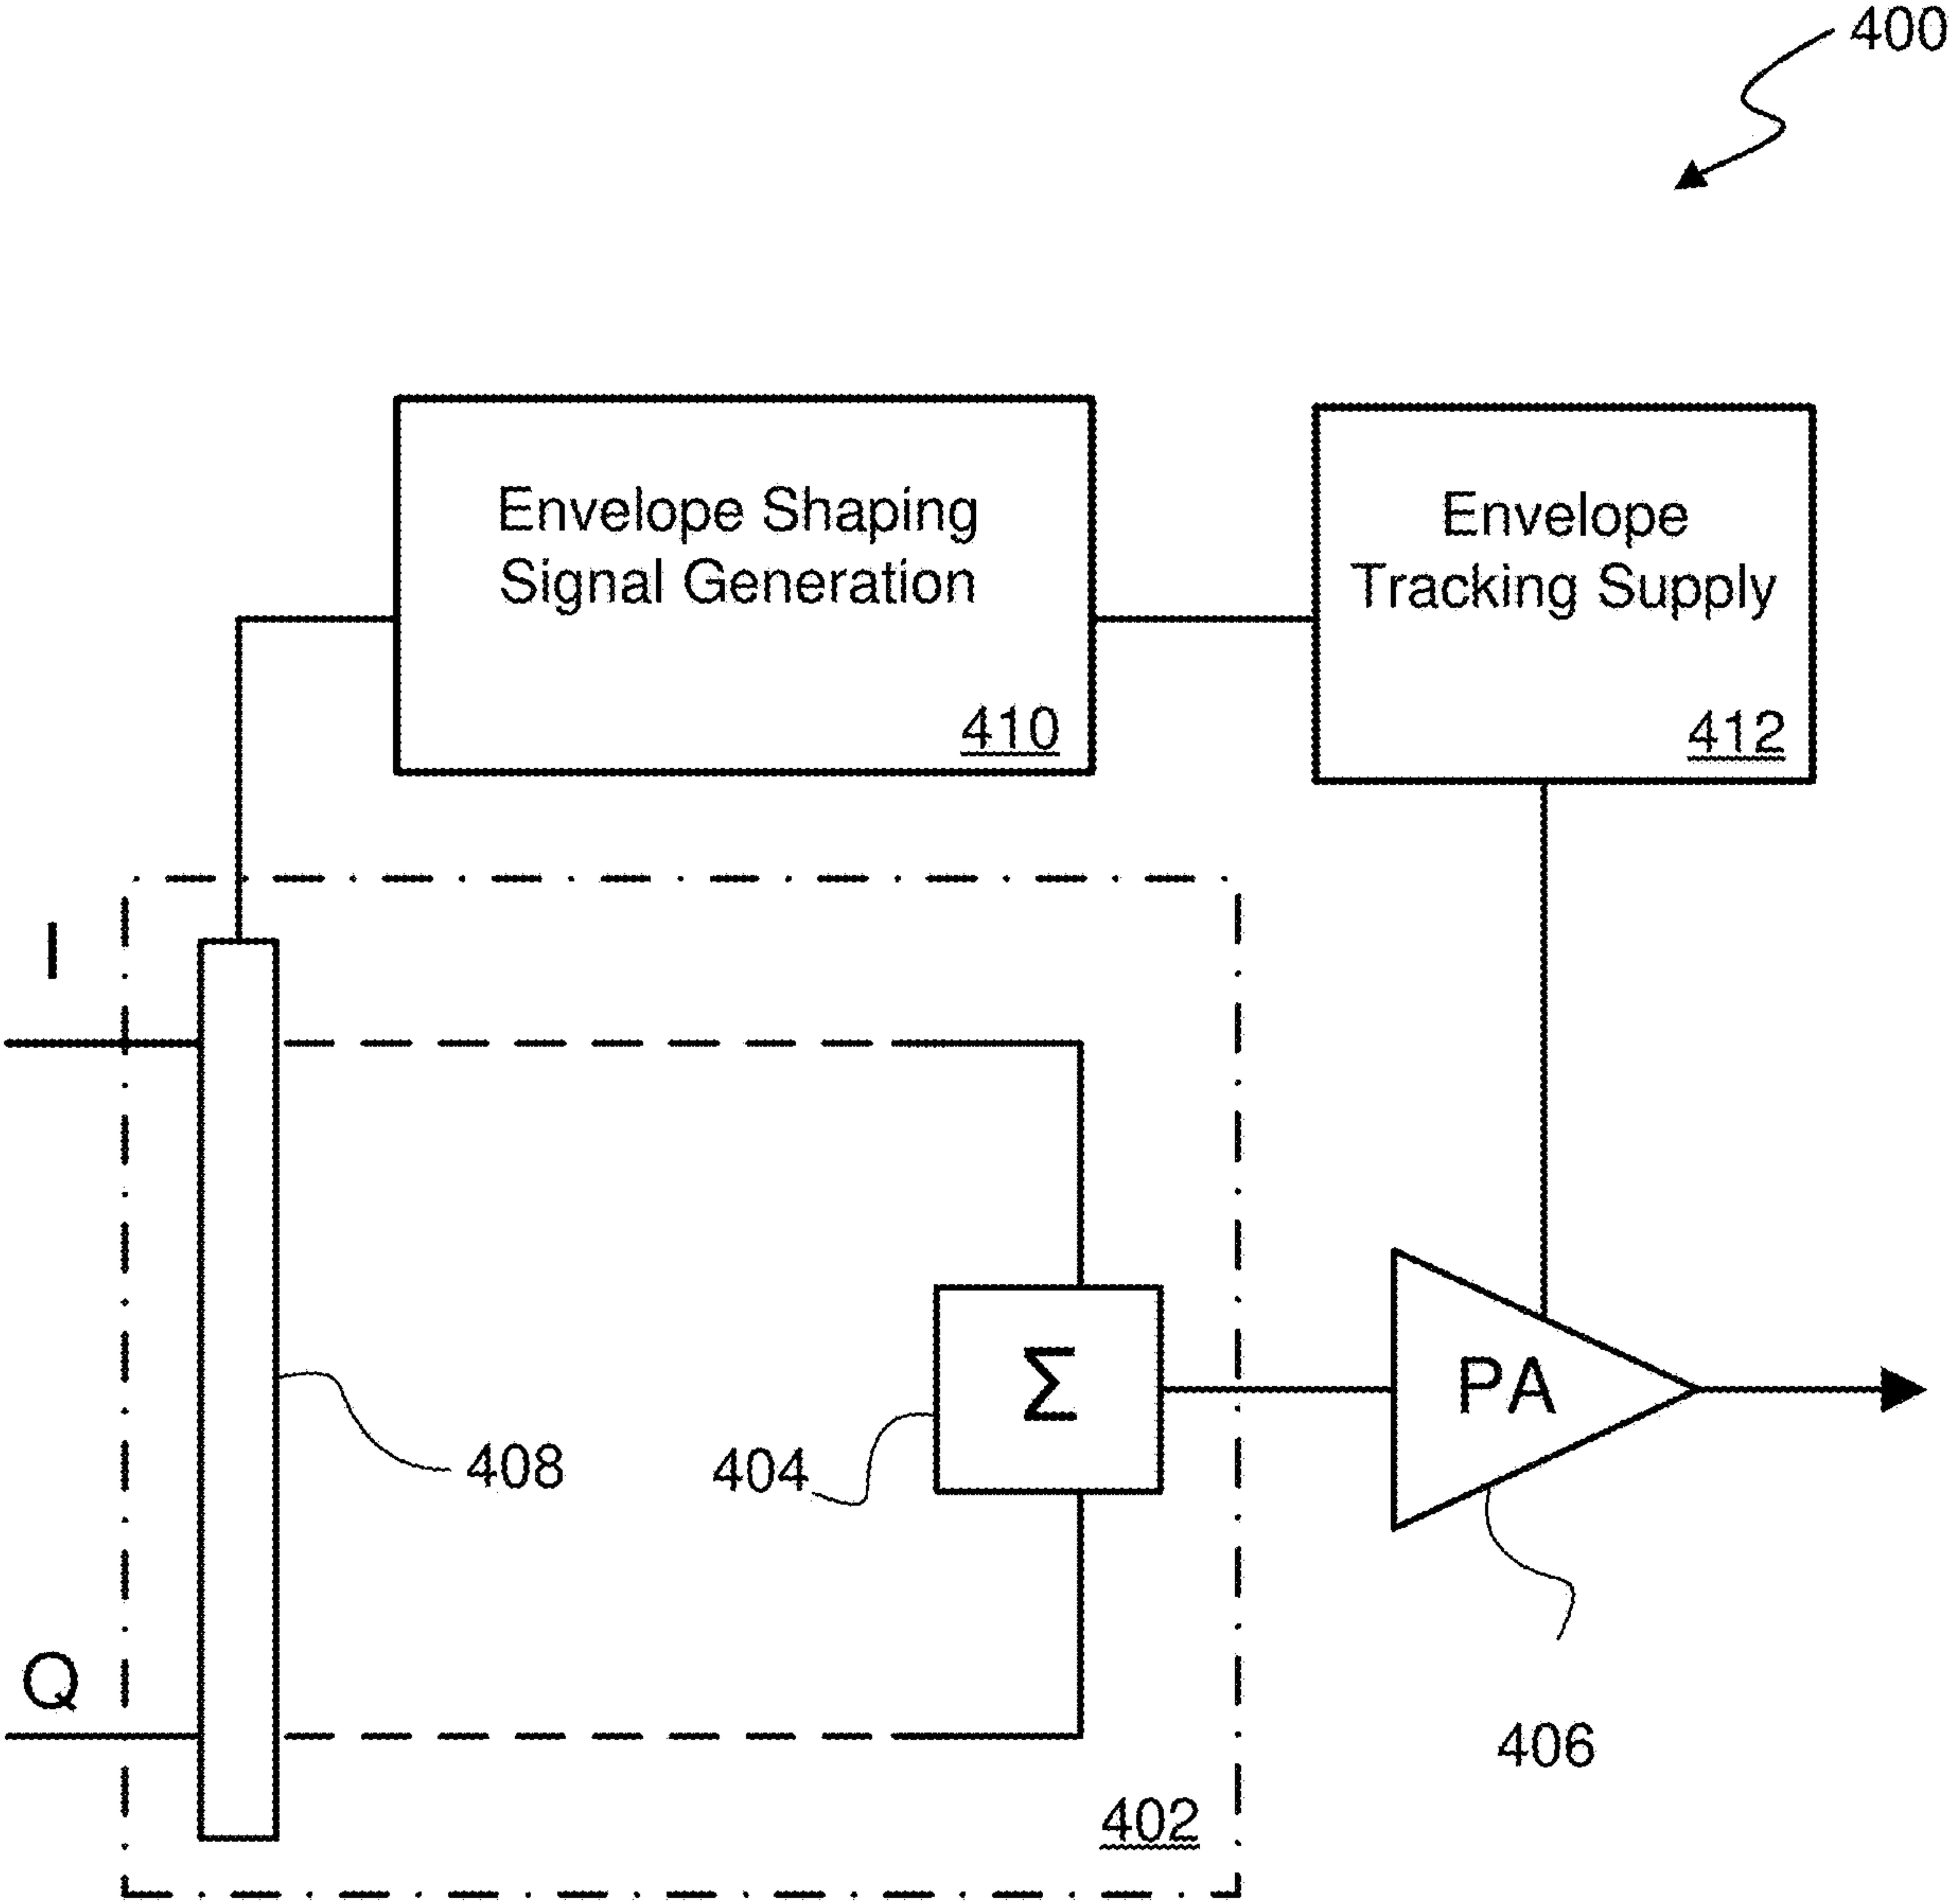 400
Envelope Shaping
Signal Generation
410
Envelope
Tracking Supply
412
I
Σ
PA
408
404
Q
406
402